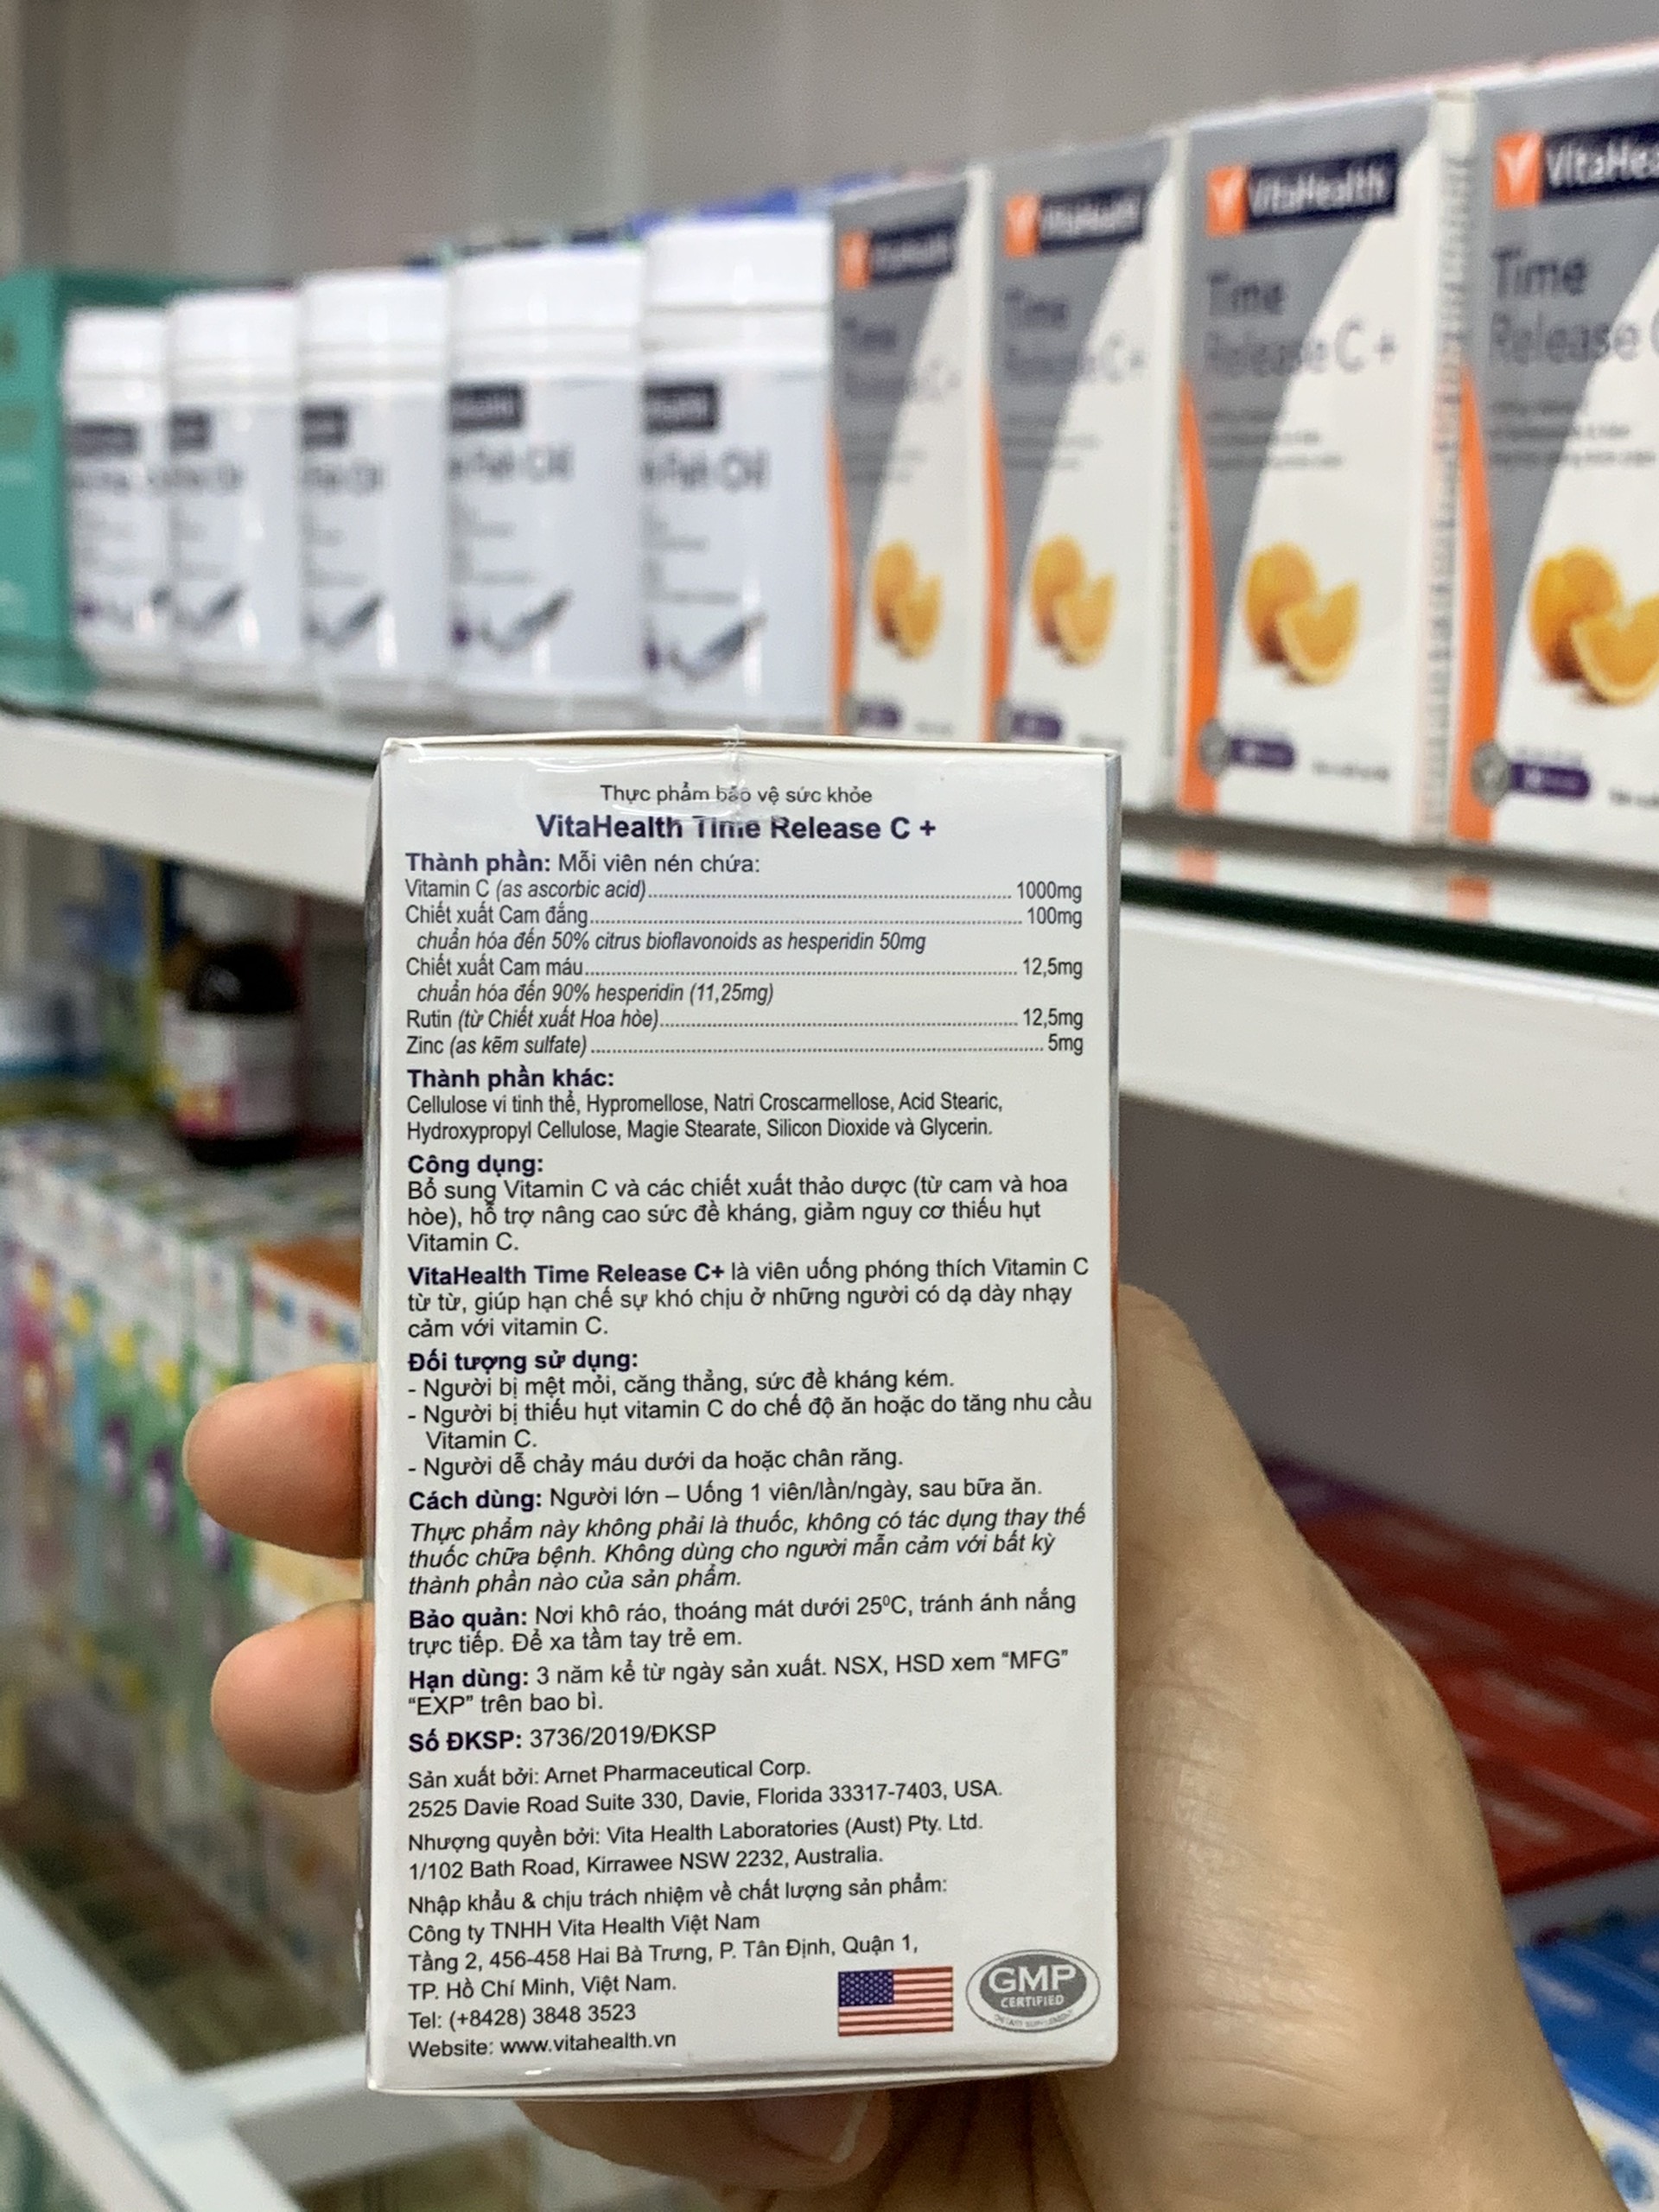 VitaHealth
Time
Release C +
VitaHealth
Time
Release
Fish Oil
Fish Oil
Thực phẩm bảo vệ sức khỏe
VitaHealth Time Release C +
Thành phần: Mỗi viên nén chứa:
Vitamin C (as ascorbic acid)........ 1000mg
Chiết xuất Cam đắng........ 100mg
chuẩn hóa đến 50% citrus bioflavonoids as hesperidin 50mg
Chiết xuất Cam máu........ 12,5mg
chuẩn hóa đến 90% hesperidin (11,25mg)
Rutin (từ Chiết xuất Hoa hòe)........ 12,5mg
Zinc (as kẽm sulfate)........ 5mg
Thành phần khác:
Cellulose vi tinh thể, Hypromellose, Natri Croscarmellose, Acid Stearic,
Hydroxypropyl Cellulose, Magie Stearate, Silicon Dioxide và Glycerin.
Công dụng:
Bổ sung Vitamin C và các chiết xuất thảo dược (từ cam và hoa
hòe), hỗ trợ nâng cao sức đề kháng, giảm nguy cơ thiếu hụt
Vitamin C.
VitaHealth Time Release C+ là viên uống phóng thích Vitamin C
từ từ, giúp hạn chế sự khó chịu ở những người có dạ dày nhạy
cảm với vitamin C.
Đối tượng sử dụng:
- Người bị mệt mỏi, căng thẳng, sức đề kháng kém.
- Người bị thiếu hụt vitamin C do chế độ ăn hoặc do tăng nhu cầu
Vitamin C.
- Người dễ chảy máu dưới da hoặc chân răng.
Cách dùng: Người lớn – Uống 1 viên/lần/ngày, sau bữa ăn.
Thực phẩm này không phải là thuốc, không có tác dụng thay thế
thuốc chữa bệnh. Không dùng cho người mẫn cảm với bất kỳ
thành phần nào của sản phẩm.
Bảo quản: Nơi khô ráo, thoáng mát dưới 25⁰C, tránh ánh nắng
trực tiếp. Để xa tầm tay trẻ em.
Hạn dùng: 3 năm kể từ ngày sản xuất. NSX, HSD xem “MFG”
“EXP” trên bao bì.
Số ĐKSP: 3736/2019/ĐKSP
Sản xuất bởi: Arnet Pharmaceutical Corp.
2525 Davie Road Suite 330, Davie, Florida 33317-7403, USA.
Nhượng quyền bởi: Vita Health Laboratories (Aust) Pty. Ltd.
1/102 Bath Road, Kirrawee NSW 2232, Australia.
Nhập khẩu & chịu trách nhiệm về chất lượng sản phẩm:
Công ty TNHH Vita Health Việt Nam
Tầng 2, 456-458 Hai Bà Trưng, P. Tân Định, Quận 1,
TP. Hồ Chí Minh, Việt Nam.
Tel: (+8428) 3848 3523
Website: www.vitahealth.vn
GMP
CERTIFIED